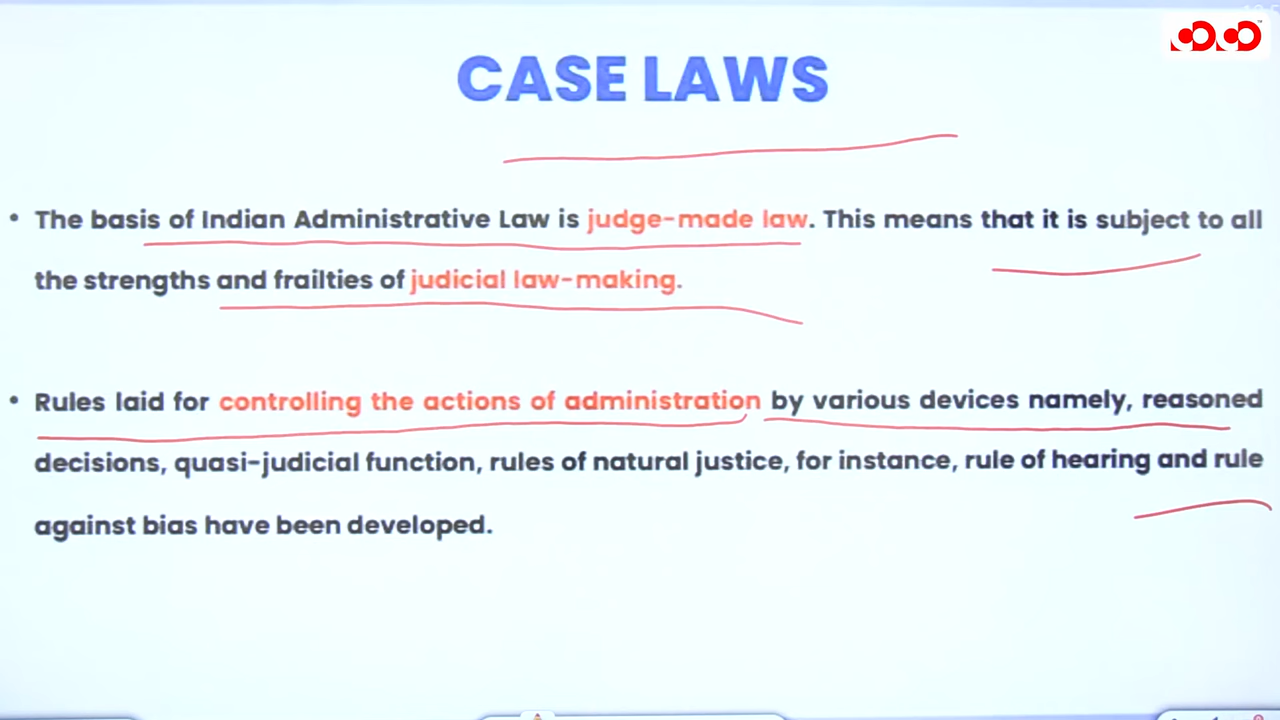 CASE LAWS
• The basis of Indian Administrative Law is judge-made law. This means that it is subject to all
the strengths and frailties of judicial law-making.
• Rules laid for controlling the actions of administration by various devices namely, reasoned
decisions, quasi-judicial function, rules of natural justice, for instance, rule of hearing and rule
against bias have been developed.